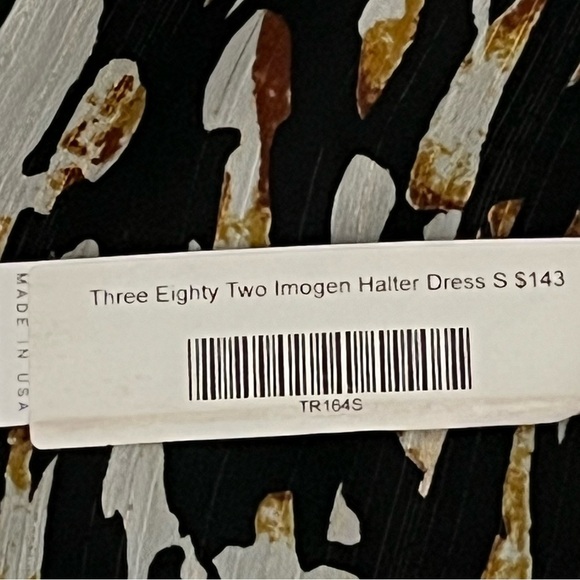 Three Eighty Two Imogen Halter Dress S $143
TR164S
MADE IN USA